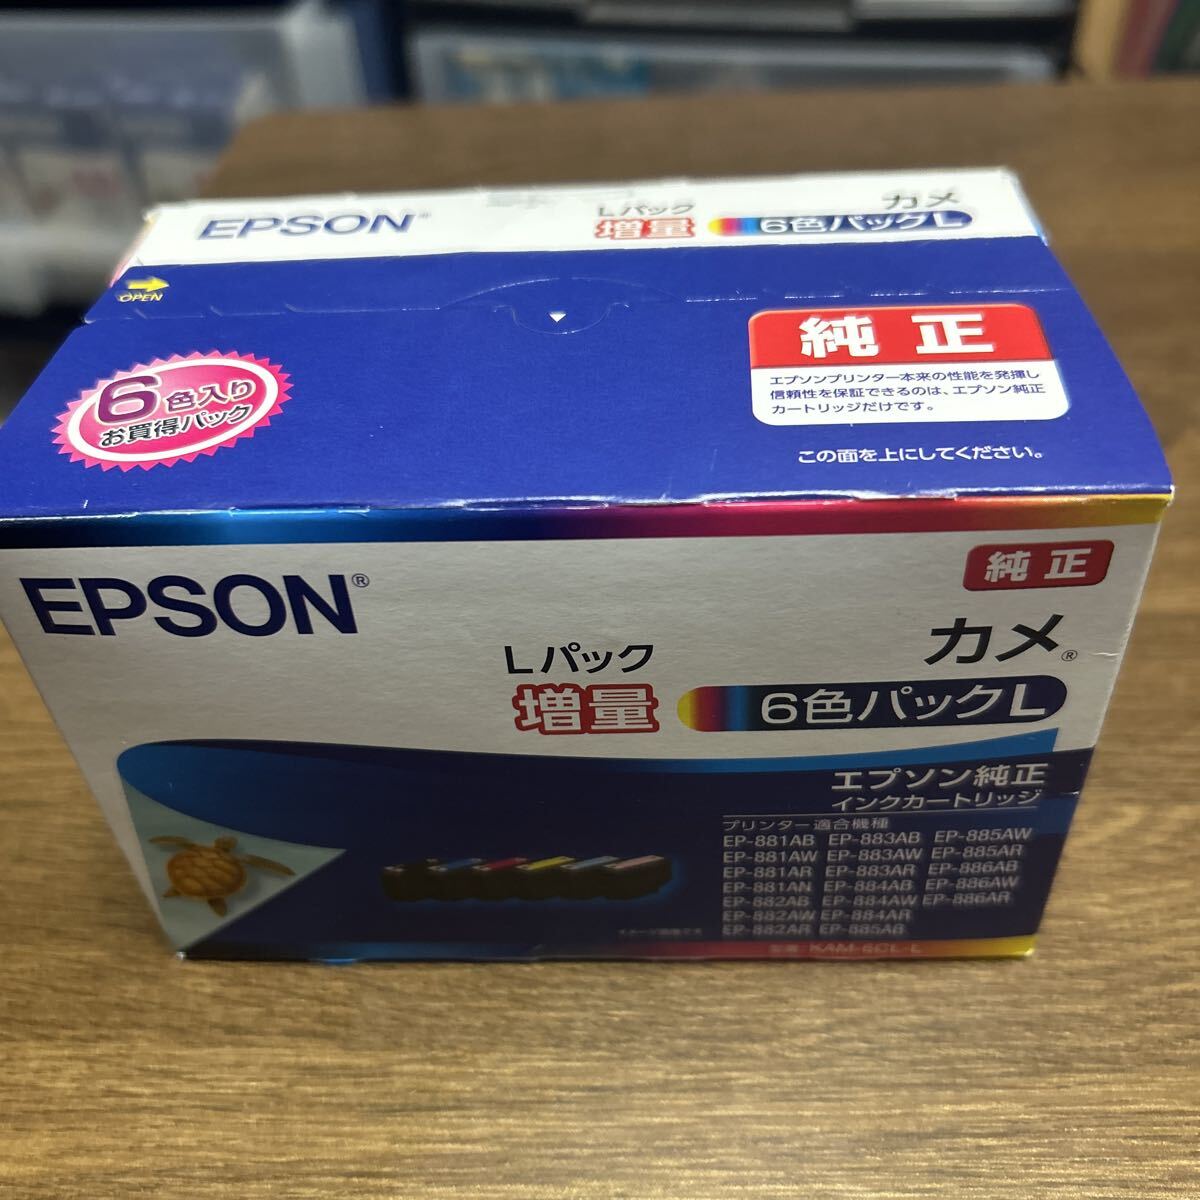 EPSON
Lパック
増量
カメ
6色パックL
OPEN
6色入り
お買得パック
純正
エプソンプリンター本来の性能を発揮し
信頼性を保証できるのは、エプソン純正
カートリッジだけです。
この面を上にしてください。
EPSON®
純正
Lパック
増量
カメ®
6色パックL
エプソン純正
インクカートリッジ
プリンター適合機種
EP-881AB EP-883AB EP-885AW
EP-881AW EP-883AW EP-885AR
EP-881AR EP-883AR EP-886AB
EP-881AN EP-884AB EP-886AW
EP-882AB EP-884AW EP-886AR
EP-882AW EP-884AR
EP-882AR EP-885AB
型番:KAM-6CL-L